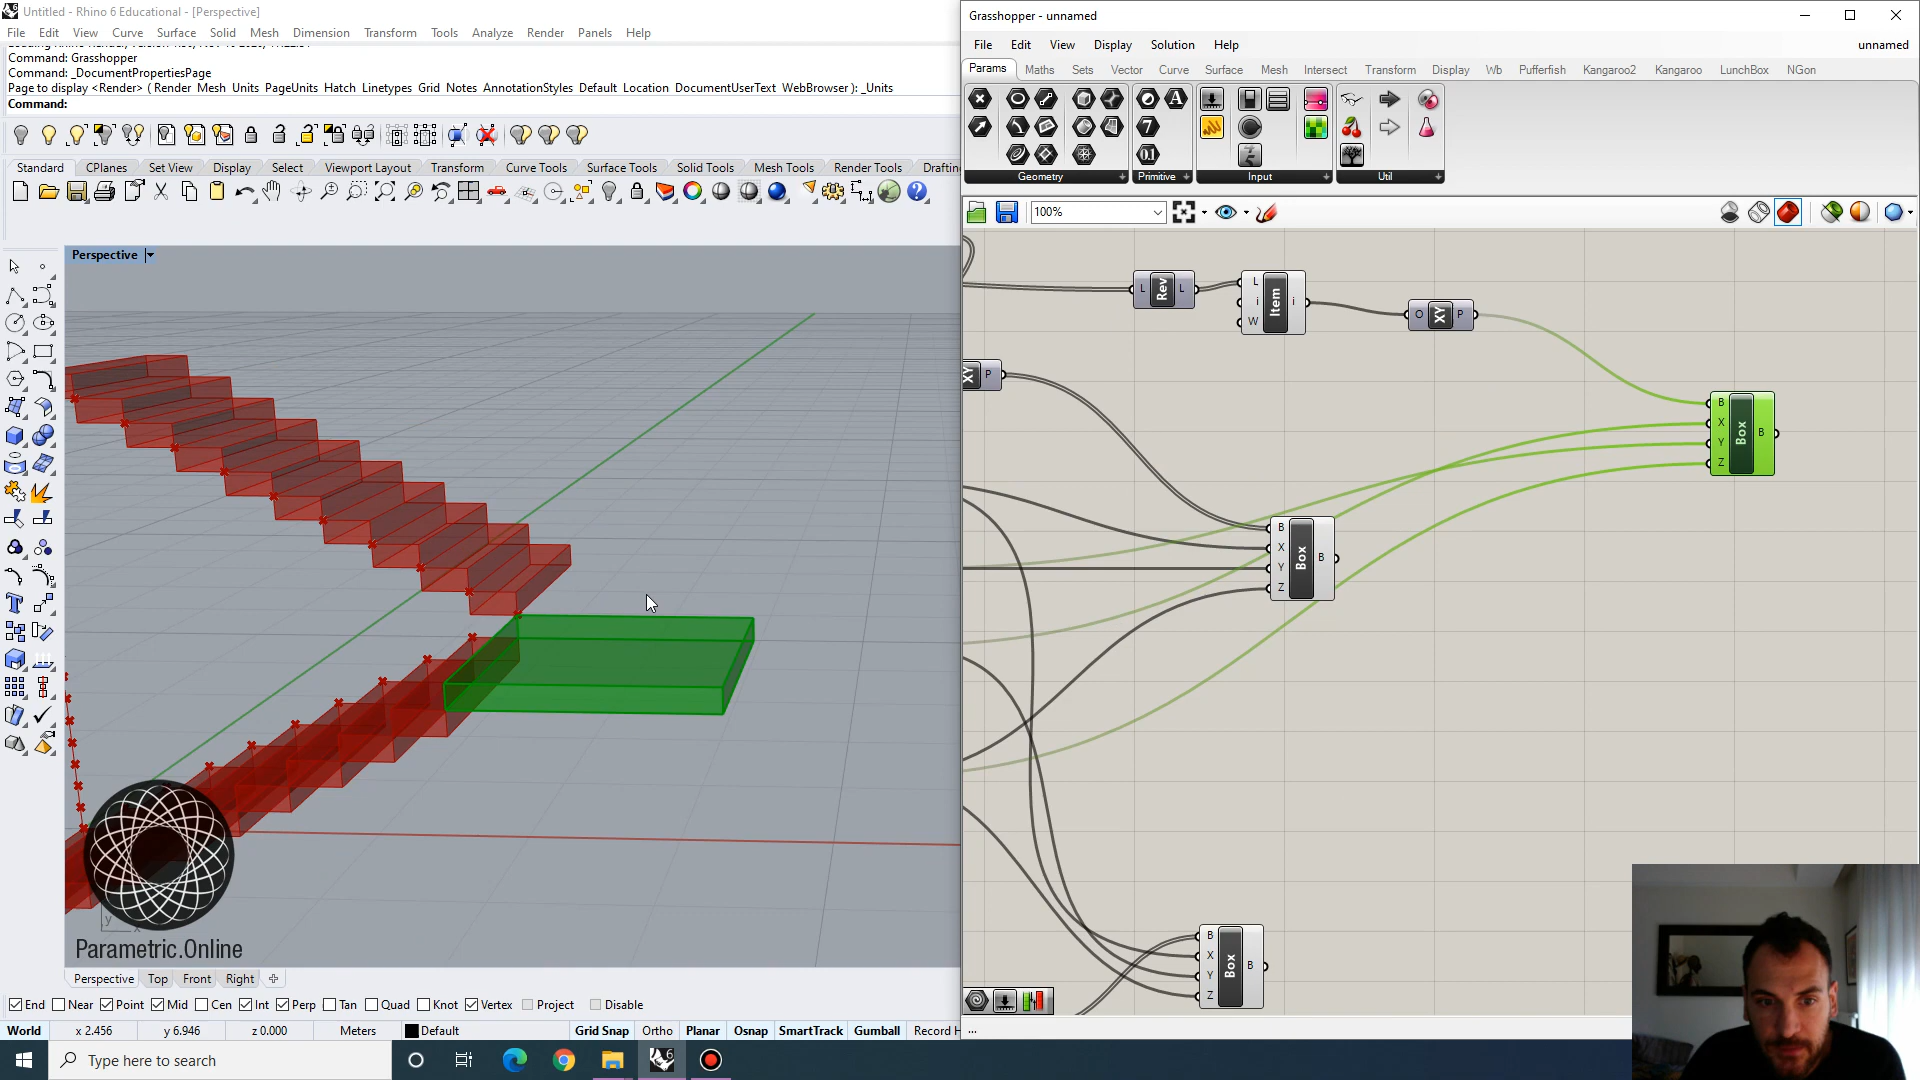 Untitled - Rhino 6 Educational - [Perspective]
File Edit View Curve Surface Solid Mesh Dimension Transform Tools Analyze Render Panels Help
Command: Grasshopper
Command: _DocumentPropertiesPage
Page to display <Render> ( Render Mesh Units PageUnits Hatch Linetypes Grid Notes AnnotationStyles Default Location DocumentUserText WebBrowser ): _Units
Command:
Standard CPlanes Set View Display Select Viewport Layout Transform Curve Tools Surface Tools Solid Tools Mesh Tools Render Tools Drafti
Perspective
y
x
Parametric.Online
Perspective Top Front Right
End Near Point Mid Cen Int Perp Tan Quad Knot Vertex Project Disable
World x 2.456 y 6.946 z 0.000 Meters Default Grid Snap Ortho Planar Osnap SmartTrack Gumball Record H
Type here to search
Grasshopper - unnamed
File Edit View Display Solution Help unnamed
Params Maths Sets Vector Curve Surface Mesh Intersect Transform Display Wb Pufferfish Kangaroo2 Kangaroo LunchBox NGon
Geometry Primitive Input Util
100%
L Rev L
L i W Item i
O XY P
XY P
B X Y Z Box B
B X Y Z Box B
B X Y Z Box B
...